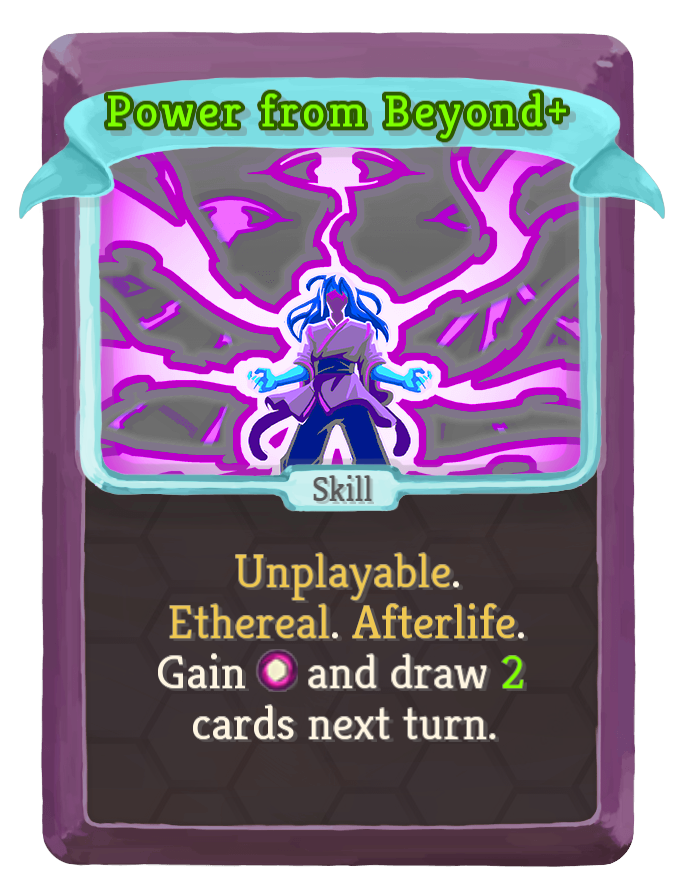 Power from Beyond+
Skill
Unplayable.
Ethereal. Afterlife.
Gain and draw 2
cards next turn.